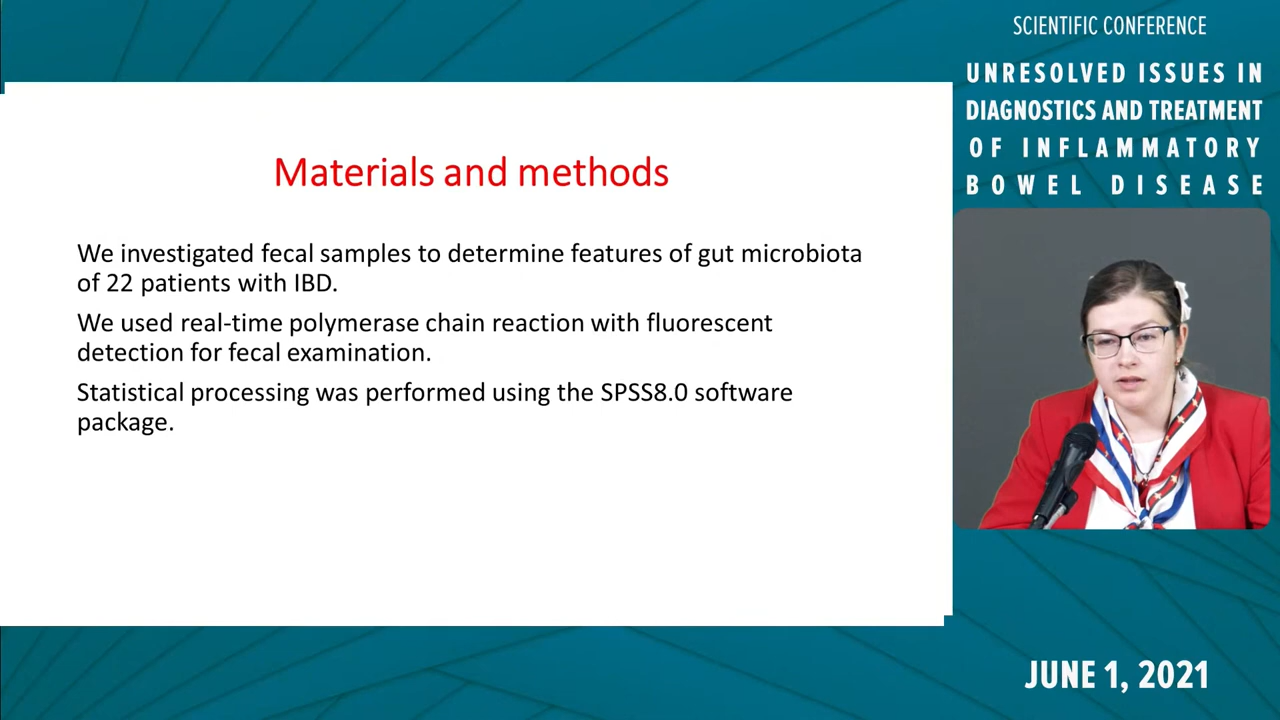 SCIENTIFIC CONFERENCE
UNRESOLVED ISSUES IN
DIAGNOSTICS AND TREATMENT
OF INFLAMMATORY
BOWEL DISEASE
Materials and methods
We investigated fecal samples to determine features of gut microbiota
of 22 patients with IBD.
We used real-time polymerase chain reaction with fluorescent
detection for fecal examination.
Statistical processing was performed using the SPSS8.0 software
package.
JUNE 1, 2021